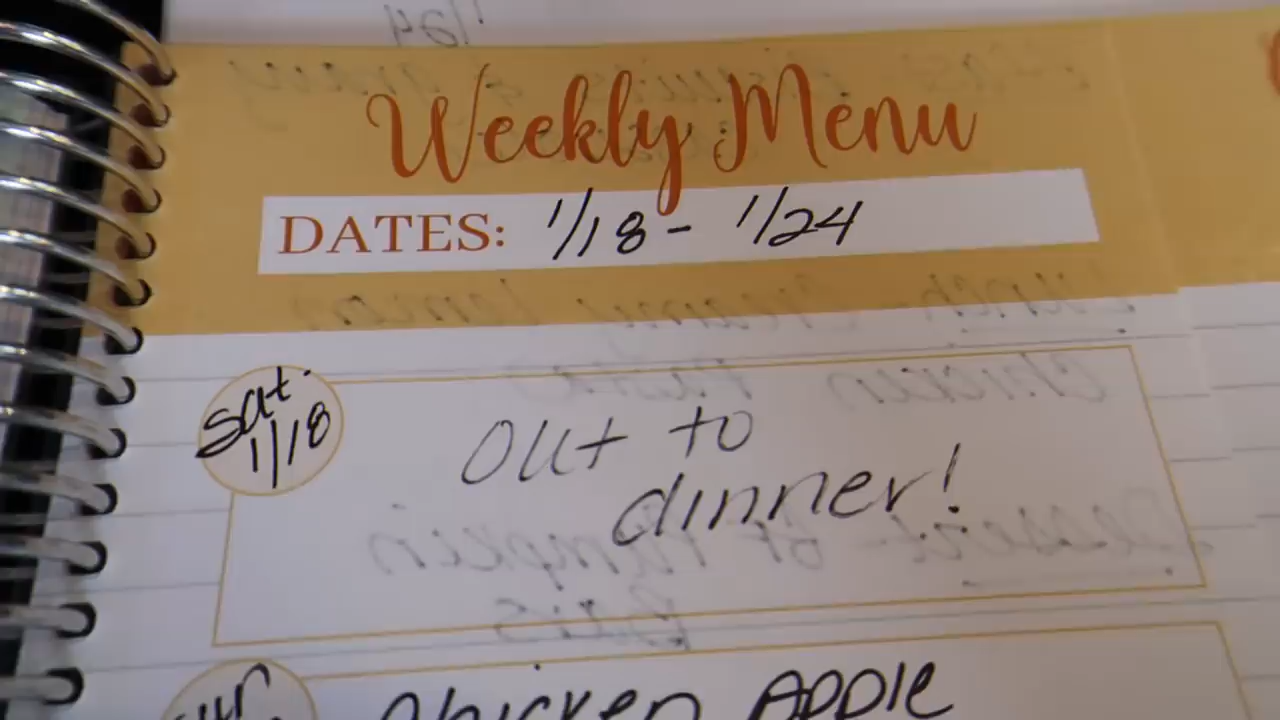 Weekly Menu
DATES: 1/18 - 1/24
Sat.
1/18
Out to
dinner!
Chicken Apple